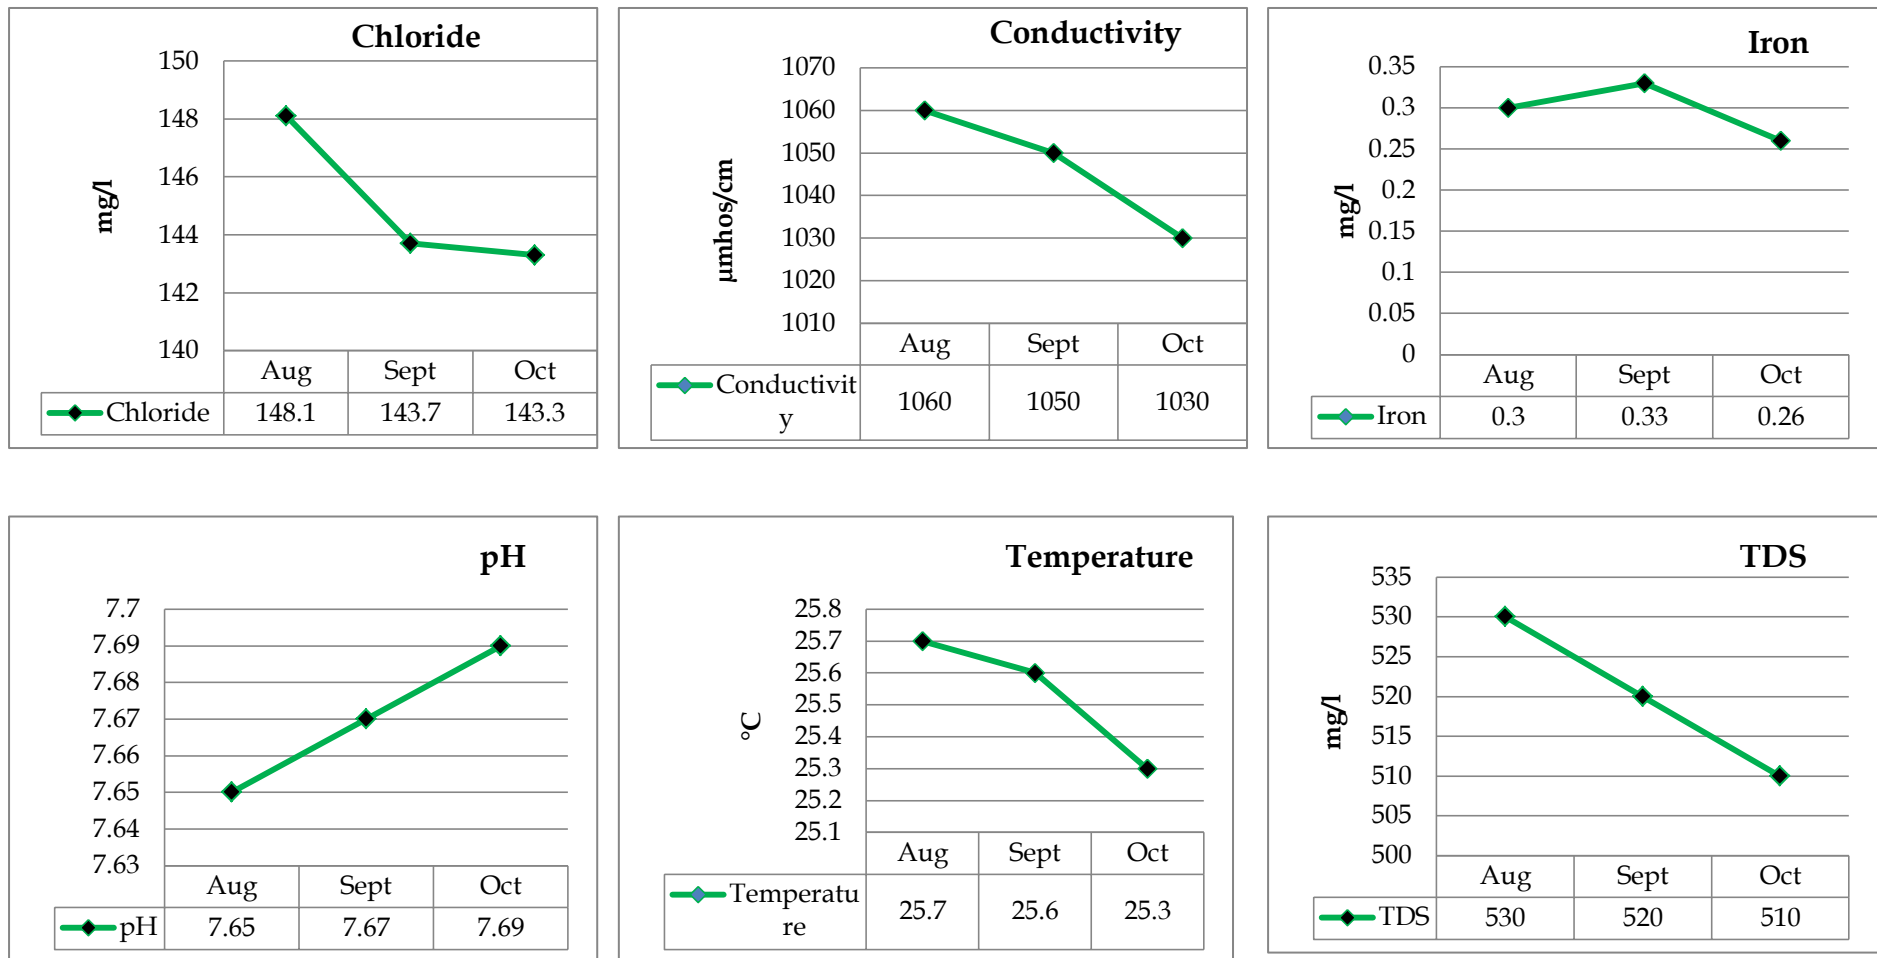 Chloride
150
148
146
144
142
140
mg/l
Aug Sept Oct
Chloride 148.1 143.7 143.3
Conductivity
1070
1060
1050
1040
1030
1020
1010
µmhos/cm
Aug Sept Oct
Conductivit
y
1060 1050 1030
Iron
0.35
0.3
0.25
0.2
0.15
0.1
0.05
0
mg/l
Aug Sept Oct
Iron 0.3 0.33 0.26
pH
7.7
7.69
7.68
7.67
7.66
7.65
7.64
7.63
Aug Sept Oct
pH 7.65 7.67 7.69
Temperature
25.8
25.7
25.6
25.5
25.4
25.3
25.2
25.1
°C
Aug Sept Oct
Temperatu
re
25.7 25.6 25.3
TDS
535
530
525
520
515
510
505
500
mg/l
Aug Sept Oct
TDS 530 520 510